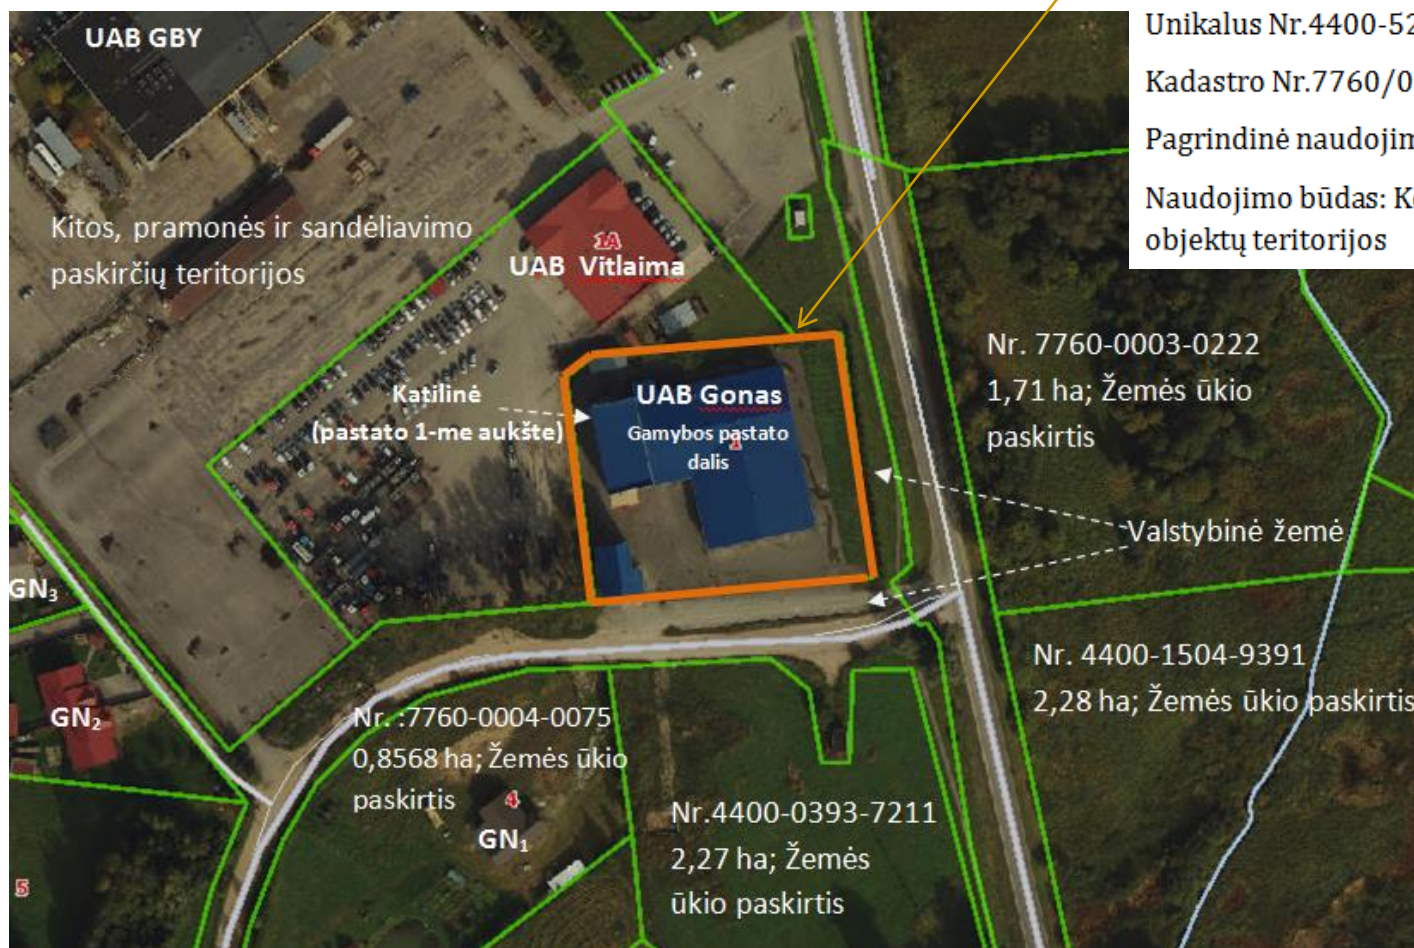 UAB GBY
Unikalus Nr.4400-52
Kadastro Nr.7760/0
Pagrindinė naudojim
Naudojimo būdas: K
objektų teritorijos
Kitos, pramonės ir sandėliavimo
paskirčių teritorijos
1A
UAB Vitlaima
Nr. 7760-0003-0222
1,71 ha; Žemės ūkio
paskirtis
Katilinė
(pastato 1-me aukšte)
UAB Gonas
Gamybos pastato
1
dalis
Valstybinė žemė
GN3
Nr. 4400-1504-9391
2,28 ha; Žemės ūkio paskirtis
GN2
Nr. :7760-0004-0075
0,8568 ha; Žemės ūkio
paskirtis
4
GN1
Nr.4400-0393-7211
2,27 ha; Žemės
ūkio paskirtis
5